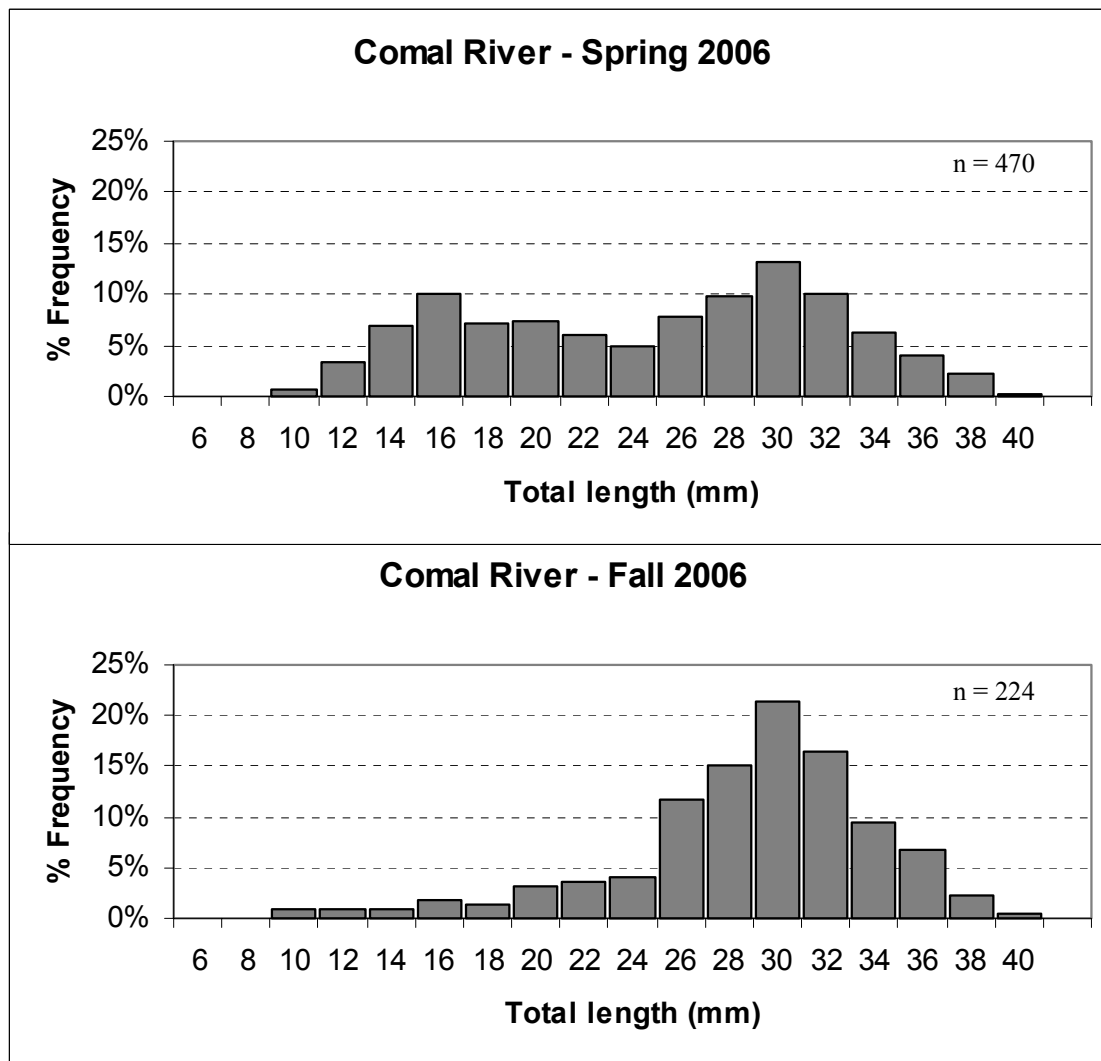 Comal River - Spring 2006
25%
n = 470
20%
15%
10%
5%
0%
% Frequency
6 8 10 12 14 16 18 20 22 24 26 28 30 32 34 36 38 40
Total length (mm)
Comal River - Fall 2006
25%
n = 224
20%
15%
10%
5%
0%
% Frequency
6 8 10 12 14 16 18 20 22 24 26 28 30 32 34 36 38 40
Total length (mm)